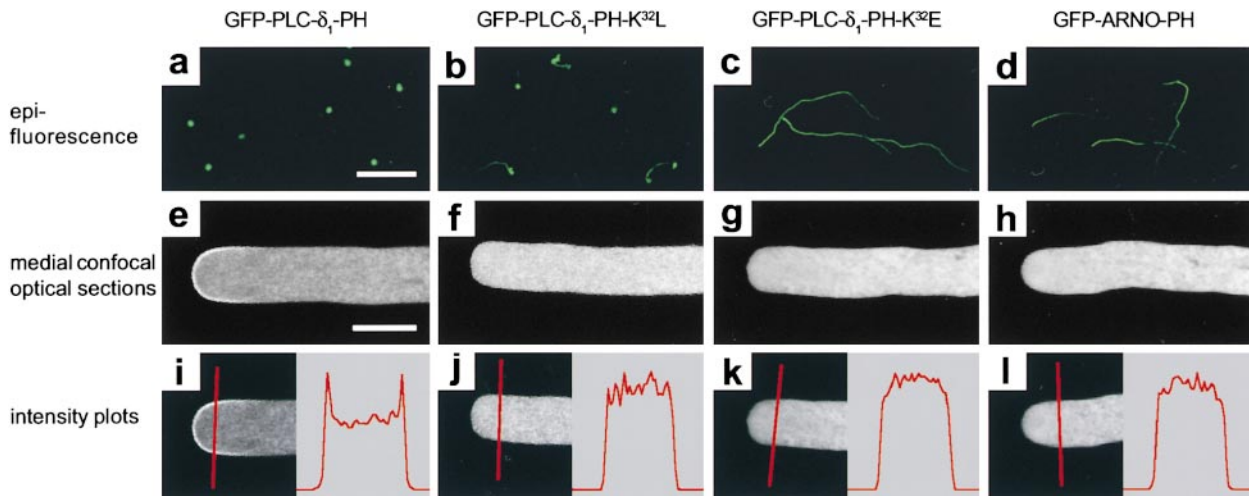 GFP-PLC-δ₁-PH GFP-PLC-δ₁-PH-K³²L GFP-PLC-δ₁-PH-K³²E GFP-ARNO-PH
epi-
fluorescence
a b c d
medial confocal
optical sections
e f g h
intensity plots
i j k l